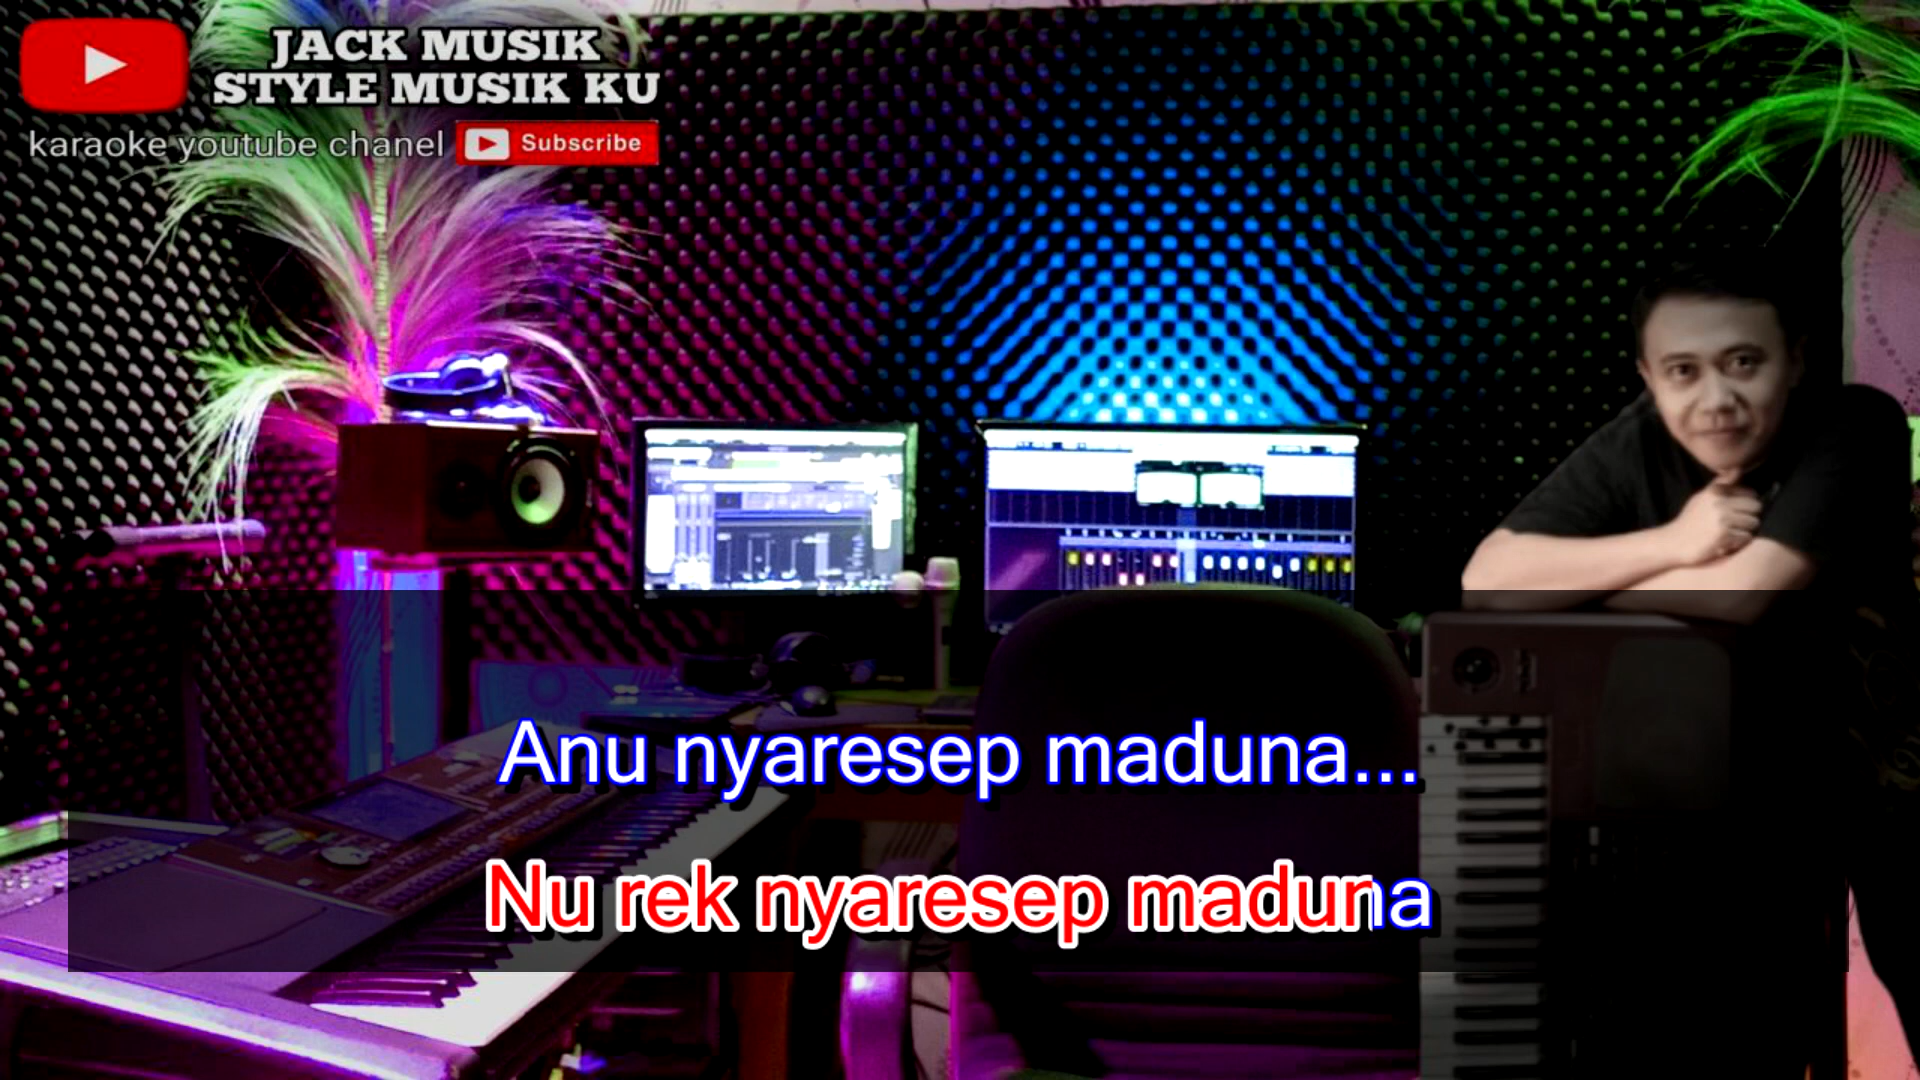 JACK MUSIK
STYLE MUSIK KU
karaoke youtube chanel
Subscribe
Anu nyaresep maduna...
Nu rek nyaresep maduna